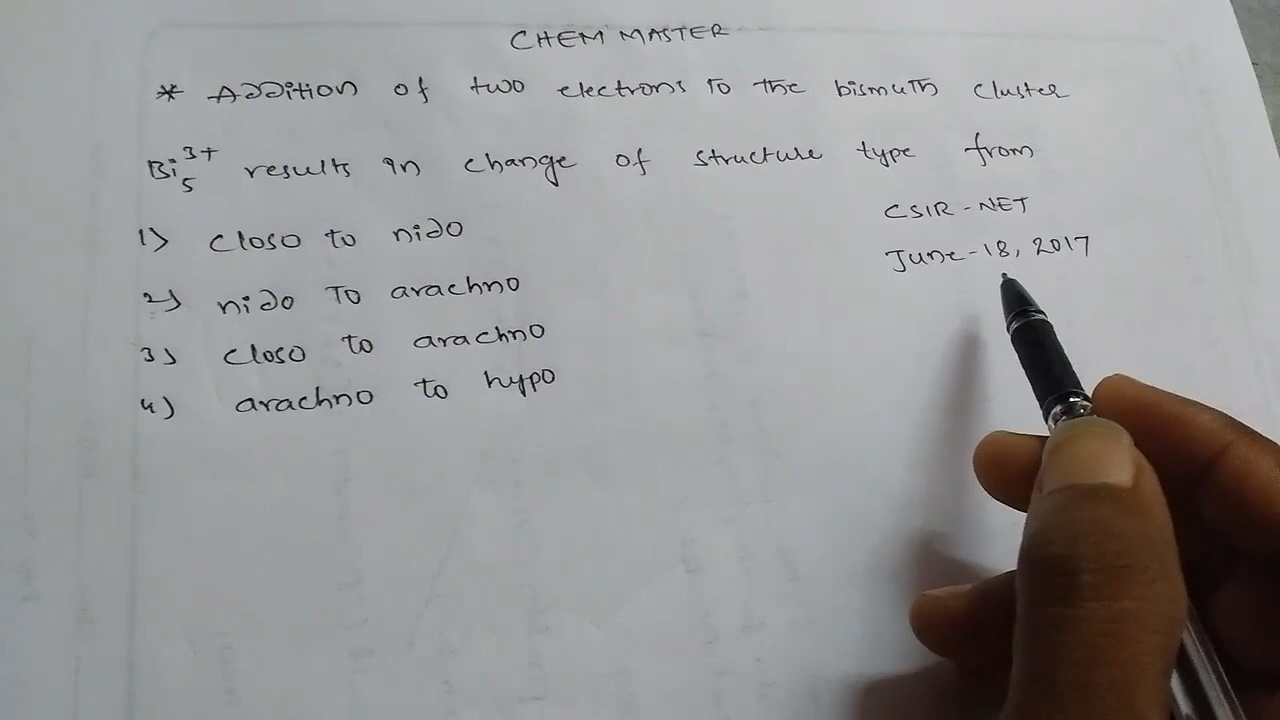 CHEM MASTER
* Addition of two electrons to the bismuth cluster
Bi₅³⁺ results in change of structure type from
CSIR-NET
June-18, 2017
1) closo to nido
2) nido To arachno
3) closo to arachno
4) arachno to hypo